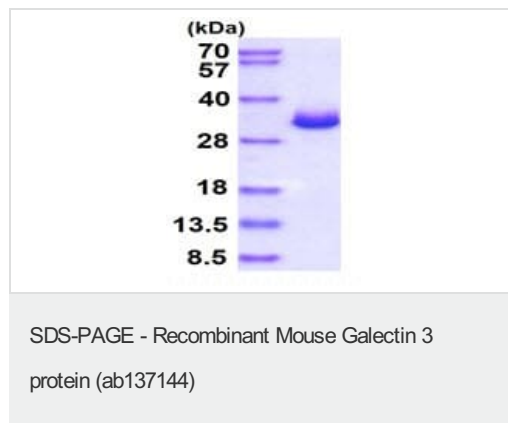 (kDa)
70
57
40
28
18
13.5
8.5
SDS-PAGE - Recombinant Mouse Galectin 3
protein (ab137144)